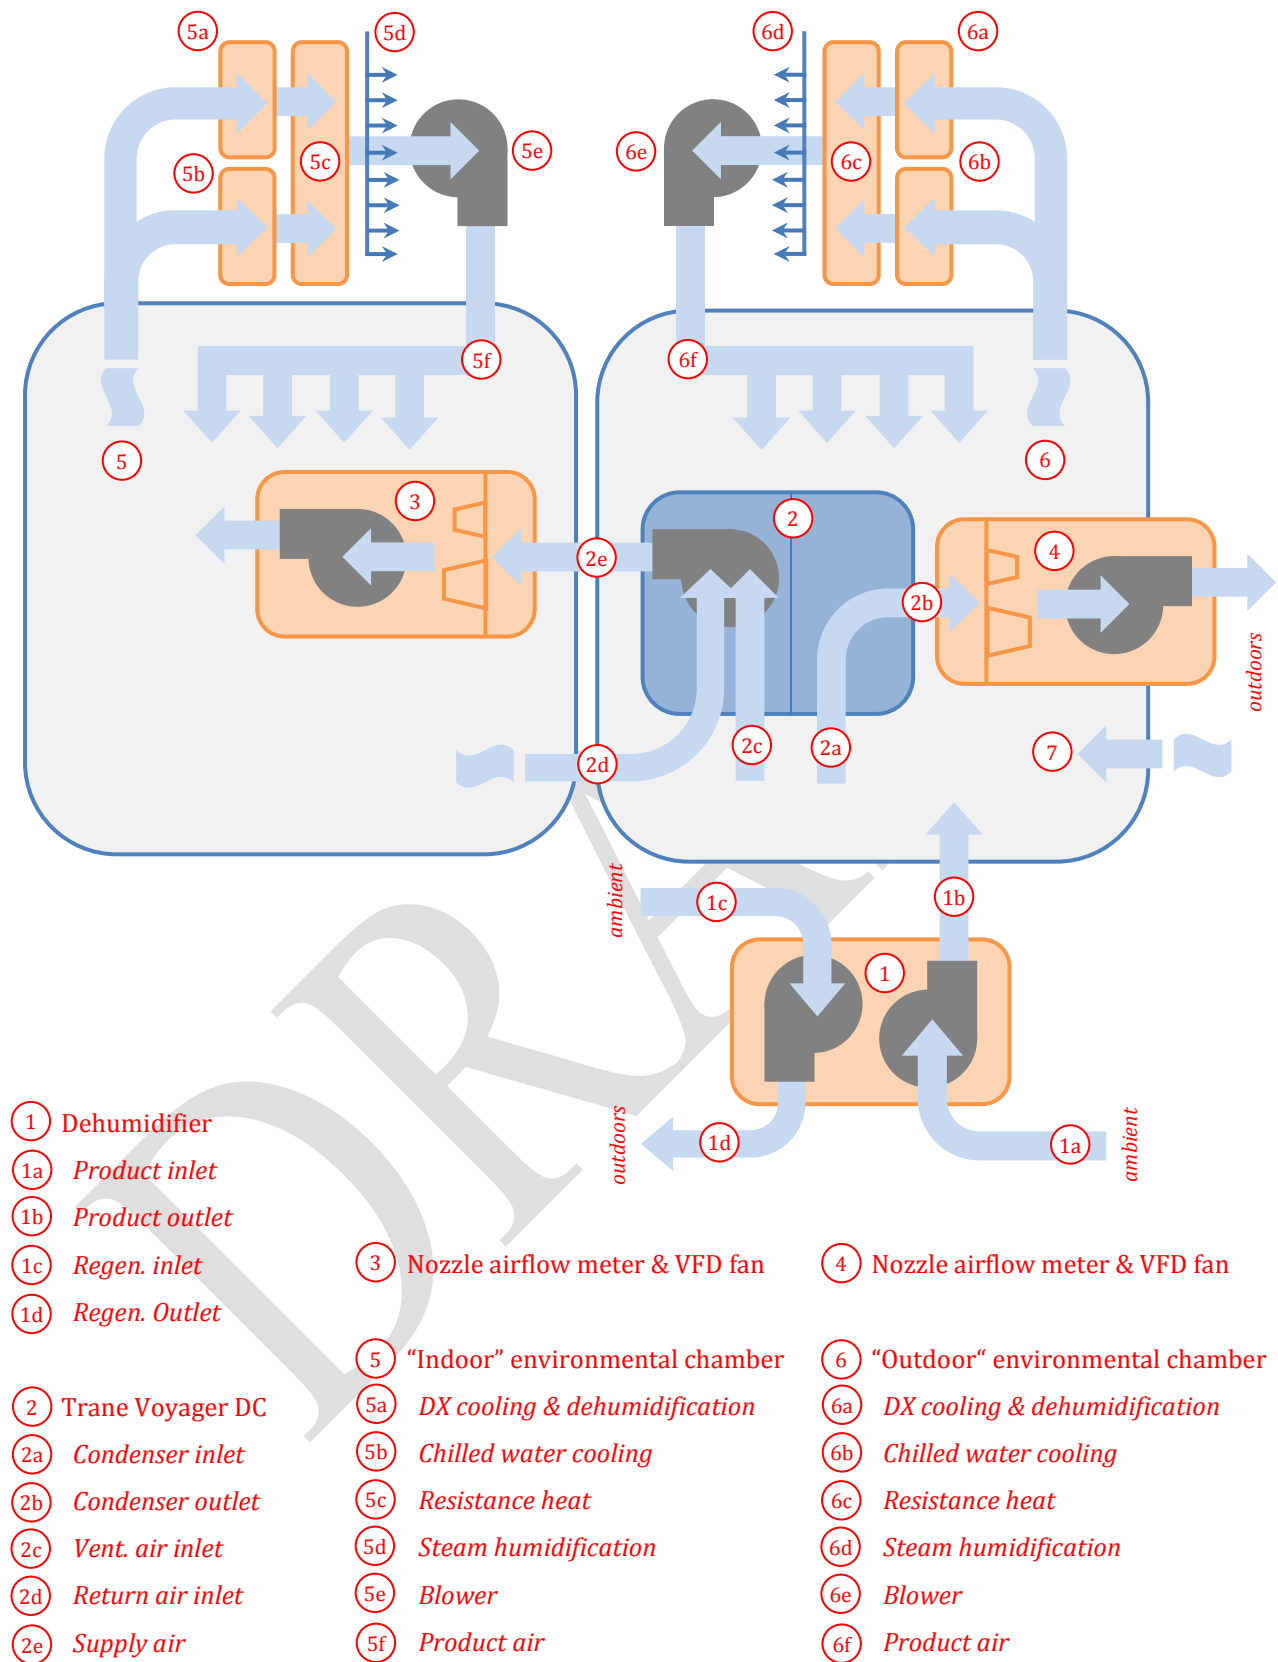 5a
5d
6d
6a
5b
5c
5e
6e
6c
6b
5f
6f
5
6
3
2
4
2e
2b
outdoors
2d
2c
2a
7
ambient
1c
1b
1
outdoors
1d
1a
ambient
DRA
1 Dehumidifier
1a Product inlet
1b Product outlet
1c Regen. inlet
1d Regen. Outlet
2 Trane Voyager DC
2a Condenser inlet
2b Condenser outlet
2c Vent. air inlet
2d Return air inlet
2e Supply air
3 Nozzle airflow meter & VFD fan
5 “Indoor” environmental chamber
5a DX cooling & dehumidification
5b Chilled water cooling
5c Resistance heat
5d Steam humidification
5e Blower
5f Product air
4 Nozzle airflow meter & VFD fan
6 “Outdoor“ environmental chamber
6a DX cooling & dehumidification
6b Chilled water cooling
6c Resistance heat
6d Steam humidification
6e Blower
6f Product air